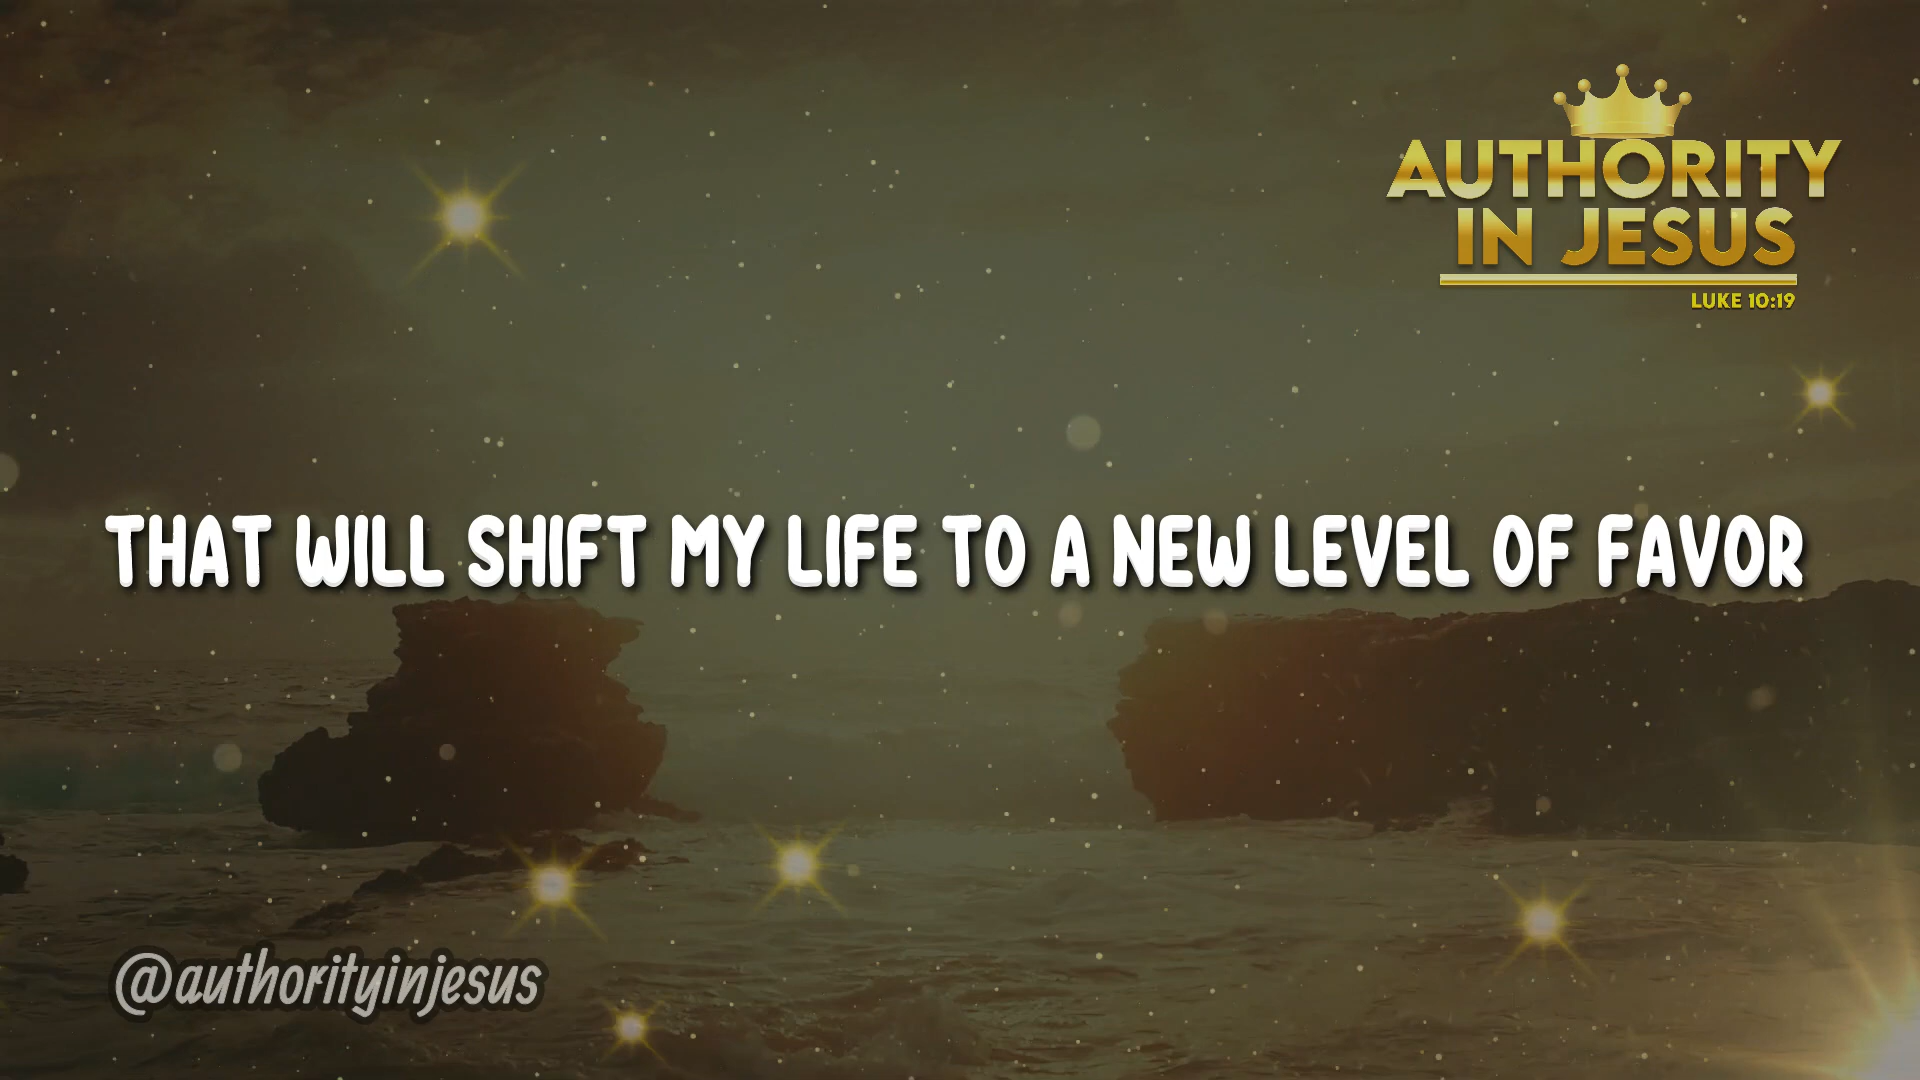 AUTHORITY
IN JESUS
LUKE 10:19
THAT WILL SHIFT MY LIFE TO A NEW LEVEL OF FAVOR
@authorityinjesus